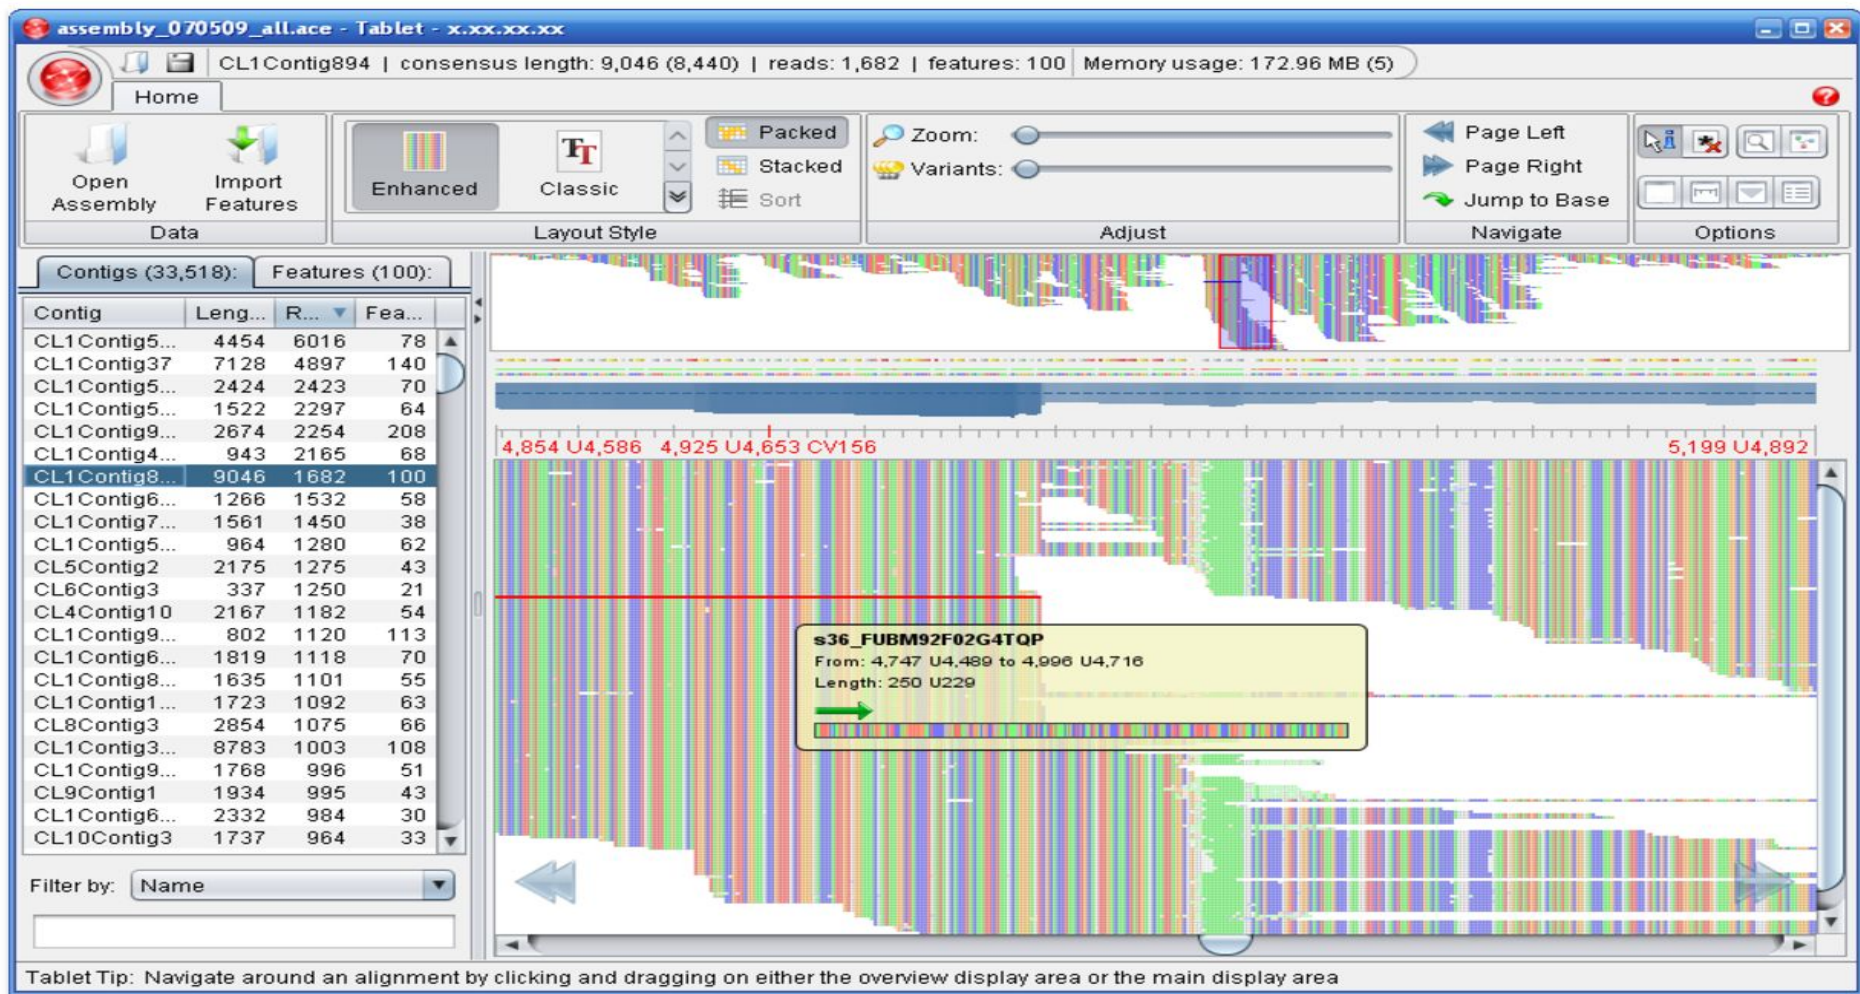 assembly_070509_all.ace - Tablet - x.xx.xx.xx
CL1Contig894 | consensus length: 9,046 (8,440) | reads: 1,682 | features: 100 Memory usage: 172.96 MB (5)
Home
Open Assembly
Import Features
Data
Enhanced
Classic
Packed
Stacked
Sort
Layout Style
Zoom:
Variants:
Adjust
Page Left
Page Right
Jump to Base
Navigate
Options
Contigs (33,518): Features (100):
Contig Leng... R... Fea...
CL1Contig5... 4454 6016 78
CL1Contig37 7128 4897 140
CL1Contig5... 2424 2423 70
CL1Contig5... 1522 2297 64
CL1Contig9... 2674 2254 208
CL1Contig4... 943 2165 68
CL1Contig8... 9046 1682 100
CL1Contig6... 1266 1532 58
CL1Contig7... 1561 1450 38
CL1Contig5... 964 1280 62
CL5Contig2 2175 1275 43
CL6Contig3 337 1250 21
CL4Contig10 2167 1182 54
CL1Contig9... 802 1120 113
CL1Contig6... 1819 1118 70
CL1Contig8... 1635 1101 55
CL1Contig1... 1723 1092 63
CL8Contig3 2854 1075 66
CL1Contig3... 8783 1003 108
CL1Contig9... 1768 996 51
CL9Contig1 1934 995 43
CL1Contig6... 2332 984 30
CL10Contig3 1737 964 33
Filter by: Name
4,854 U4,586 4,925 U4,653 CV156 5,199 U4,892
s36_FUBM92F02G4TQP
From: 4,747 U4,489 to 4,996 U4,716
Length: 250 U229
Tablet Tip: Navigate around an alignment by clicking and dragging on either the overview display area or the main display area